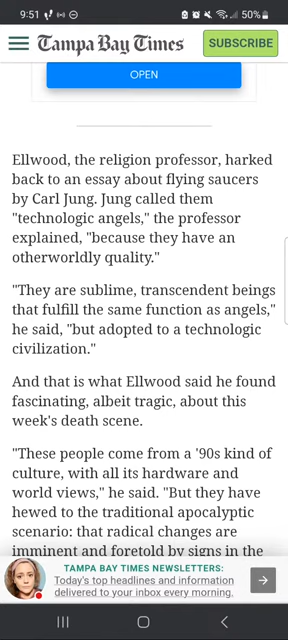 9:51
50%
Tampa Bay Times
SUBSCRIBE
OPEN
Ellwood, the religion professor, harked
back to an essay about flying saucers
by Carl Jung. Jung called them
"technologic angels," the professor
explained, "because they have an
otherworldly quality."
"They are sublime, transcendent beings
that fulfill the same function as angels,"
he said, "but adopted to a technologic
civilization."
And that is what Ellwood said he found
fascinating, albeit tragic, about this
week's death scene.
"These people come from a '90s kind of
culture, with all its hardware and
world views," he said. "But they have
hewed to the traditional apocalyptic
scenario: that radical changes are
imminent and foretold by signs in the
TAMPA BAY TIMES NEWSLETTERS:
Today's top headlines and information
delivered to your inbox every morning.